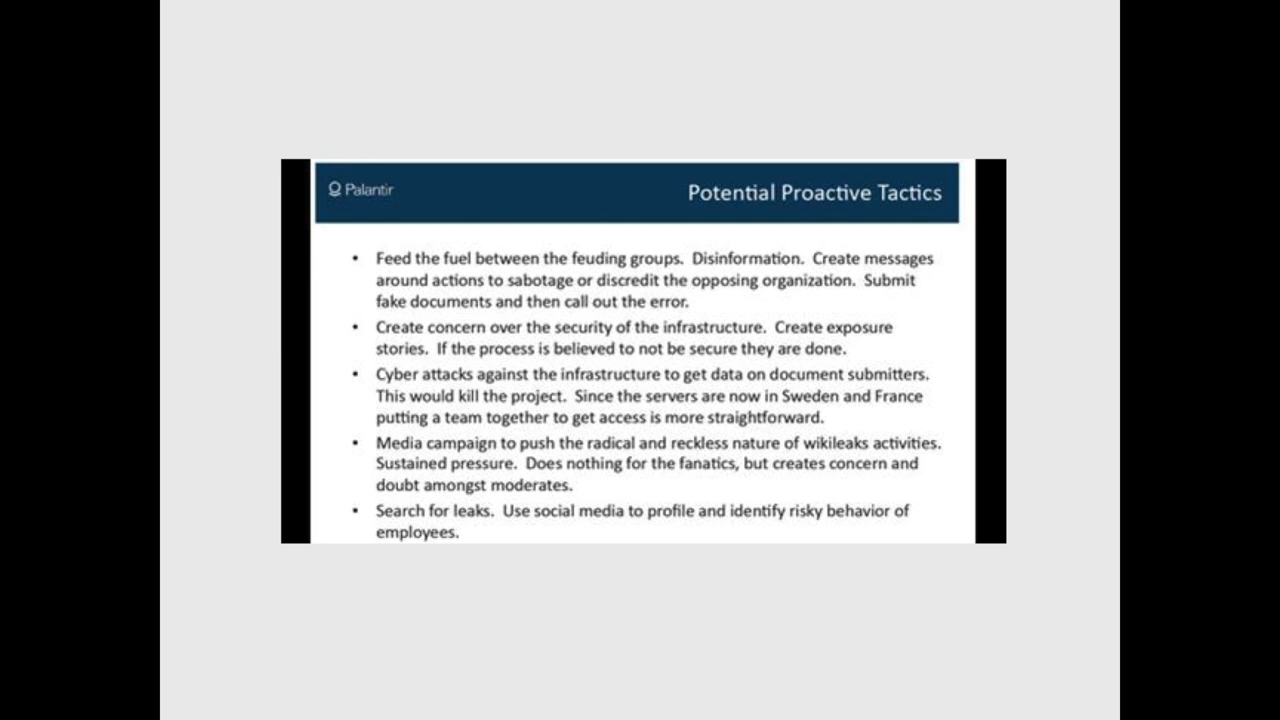 Palantir
Potential Proactive Tactics
• Feed the fuel between the feuding groups. Disinformation. Create messages
around actions to sabotage or discredit the opposing organization. Submit
fake documents and then call out the error.
• Create concern over the security of the infrastructure. Create exposure
stories. If the process is believed to not be secure they are done.
• Cyber attacks against the infrastructure to get data on document submitters.
This would kill the project. Since the servers are now in Sweden and France
putting a team together to get access is more straightforward.
• Media campaign to push the radical and reckless nature of wikileaks activities.
Sustained pressure. Does nothing for the fanatics, but creates concern and
doubt amongst moderates.
• Search for leaks. Use social media to profile and identify risky behavior of
employees.